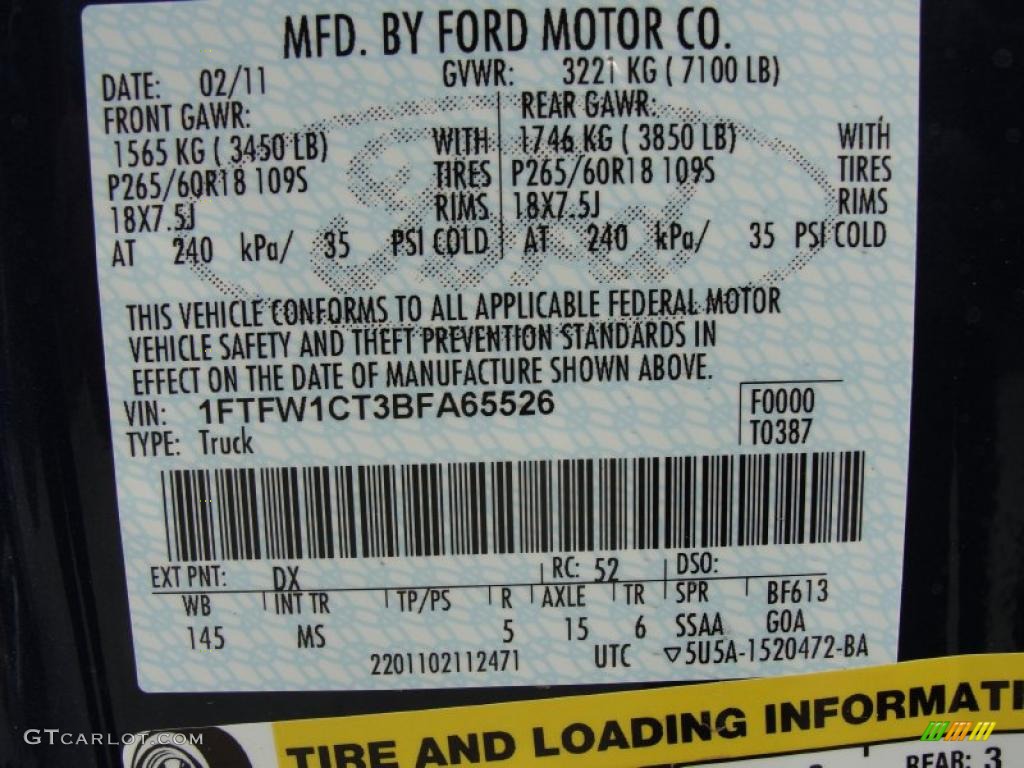 MFD. BY FORD MOTOR CO.
DATE: 02/11 GVWR: 3221 KG ( 7100 LB)
FRONT GAWR: REAR GAWR:
1565 KG ( 3450 LB) WITH 1746 KG ( 3850 LB) WITH
P265/60R18 109S TIRES P265/60R18 109S TIRES
18X7.5J RIMS 18X7.5J RIMS
AT 240 kPa/ 35 PSI COLD AT 240 kPa/ 35 PSI COLD
Ford
THIS VEHICLE CONFORMS TO ALL APPLICABLE FEDERAL MOTOR
VEHICLE SAFETY AND THEFT PREVENTION STANDARDS IN
EFFECT ON THE DATE OF MANUFACTURE SHOWN ABOVE.
VIN: 1FTFW1CT3BFA65526 F0000
TYPE: Truck T0387
EXT PNT: DX RC: 52 DSO:
WB INT TR TP/PS R AXLE TR SPR BF613
145 MS 5 15 6 SSAA GOA
2201102112471 UTC ▽5U5A-1520472-BA
TIRE AND LOADING INFORMATI
REAR: 3
GTCARLOT.COM